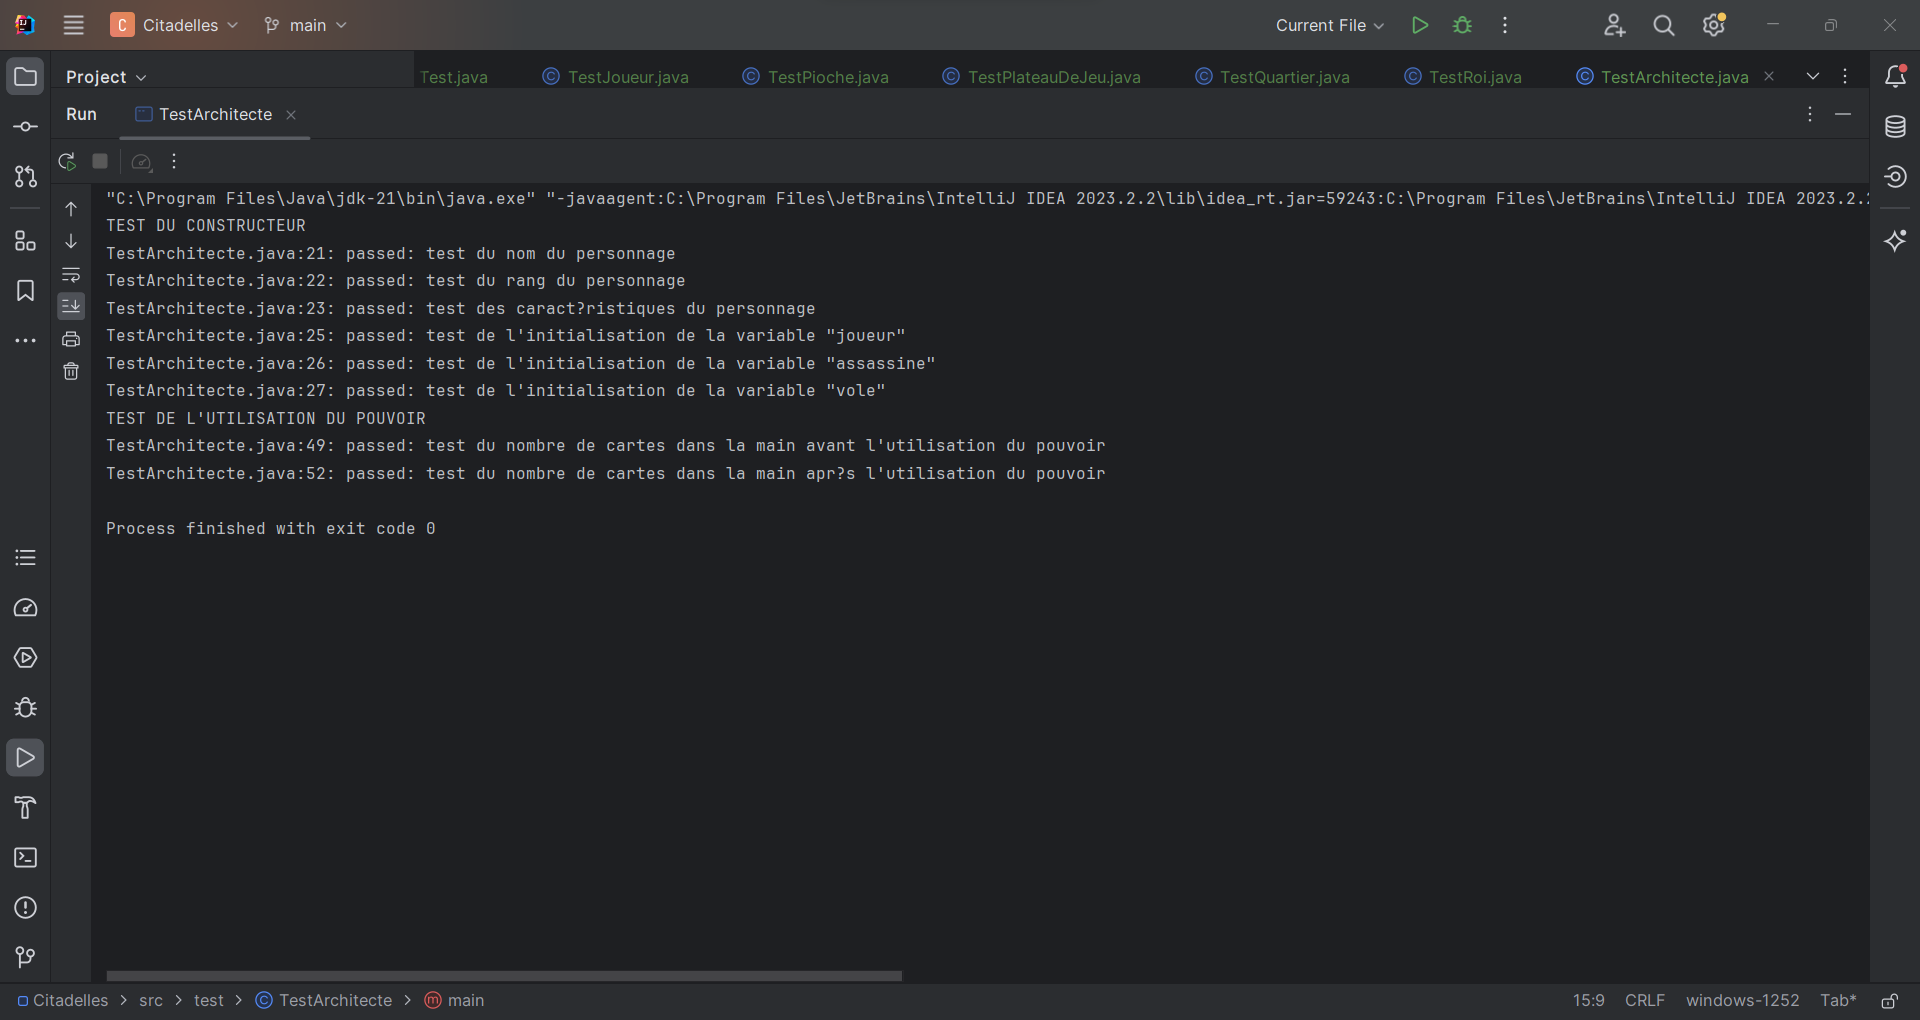 C Citadelles main Current File
Project Test.java TestJoueur.java TestPioche.java TestPlateauDeJeu.java TestQuartier.java TestRoi.java TestArchitecte.java
Run TestArchitecte
"C:\Program Files\Java\jdk-21\bin\java.exe" "-javaagent:C:\Program Files\JetBrains\IntelliJ IDEA 2023.2.2\lib\idea_rt.jar=59243:C:\Program Files\JetBrains\IntelliJ IDEA 2023.2.
TEST DU CONSTRUCTEUR
TestArchitecte.java:21: passed: test du nom du personnage
TestArchitecte.java:22: passed: test du rang du personnage
TestArchitecte.java:23: passed: test des caract?ristiques du personnage
TestArchitecte.java:25: passed: test de l'initialisation de la variable "joueur"
TestArchitecte.java:26: passed: test de l'initialisation de la variable "assassine"
TestArchitecte.java:27: passed: test de l'initialisation de la variable "vole"
TEST DE L'UTILISATION DU POUVOIR
TestArchitecte.java:49: passed: test du nombre de cartes dans la main avant l'utilisation du pouvoir
TestArchitecte.java:52: passed: test du nombre de cartes dans la main apr?s l'utilisation du pouvoir
Process finished with exit code 0
Citadelles > src > test > TestArchitecte > main 15:9 CRLF windows-1252 Tab*